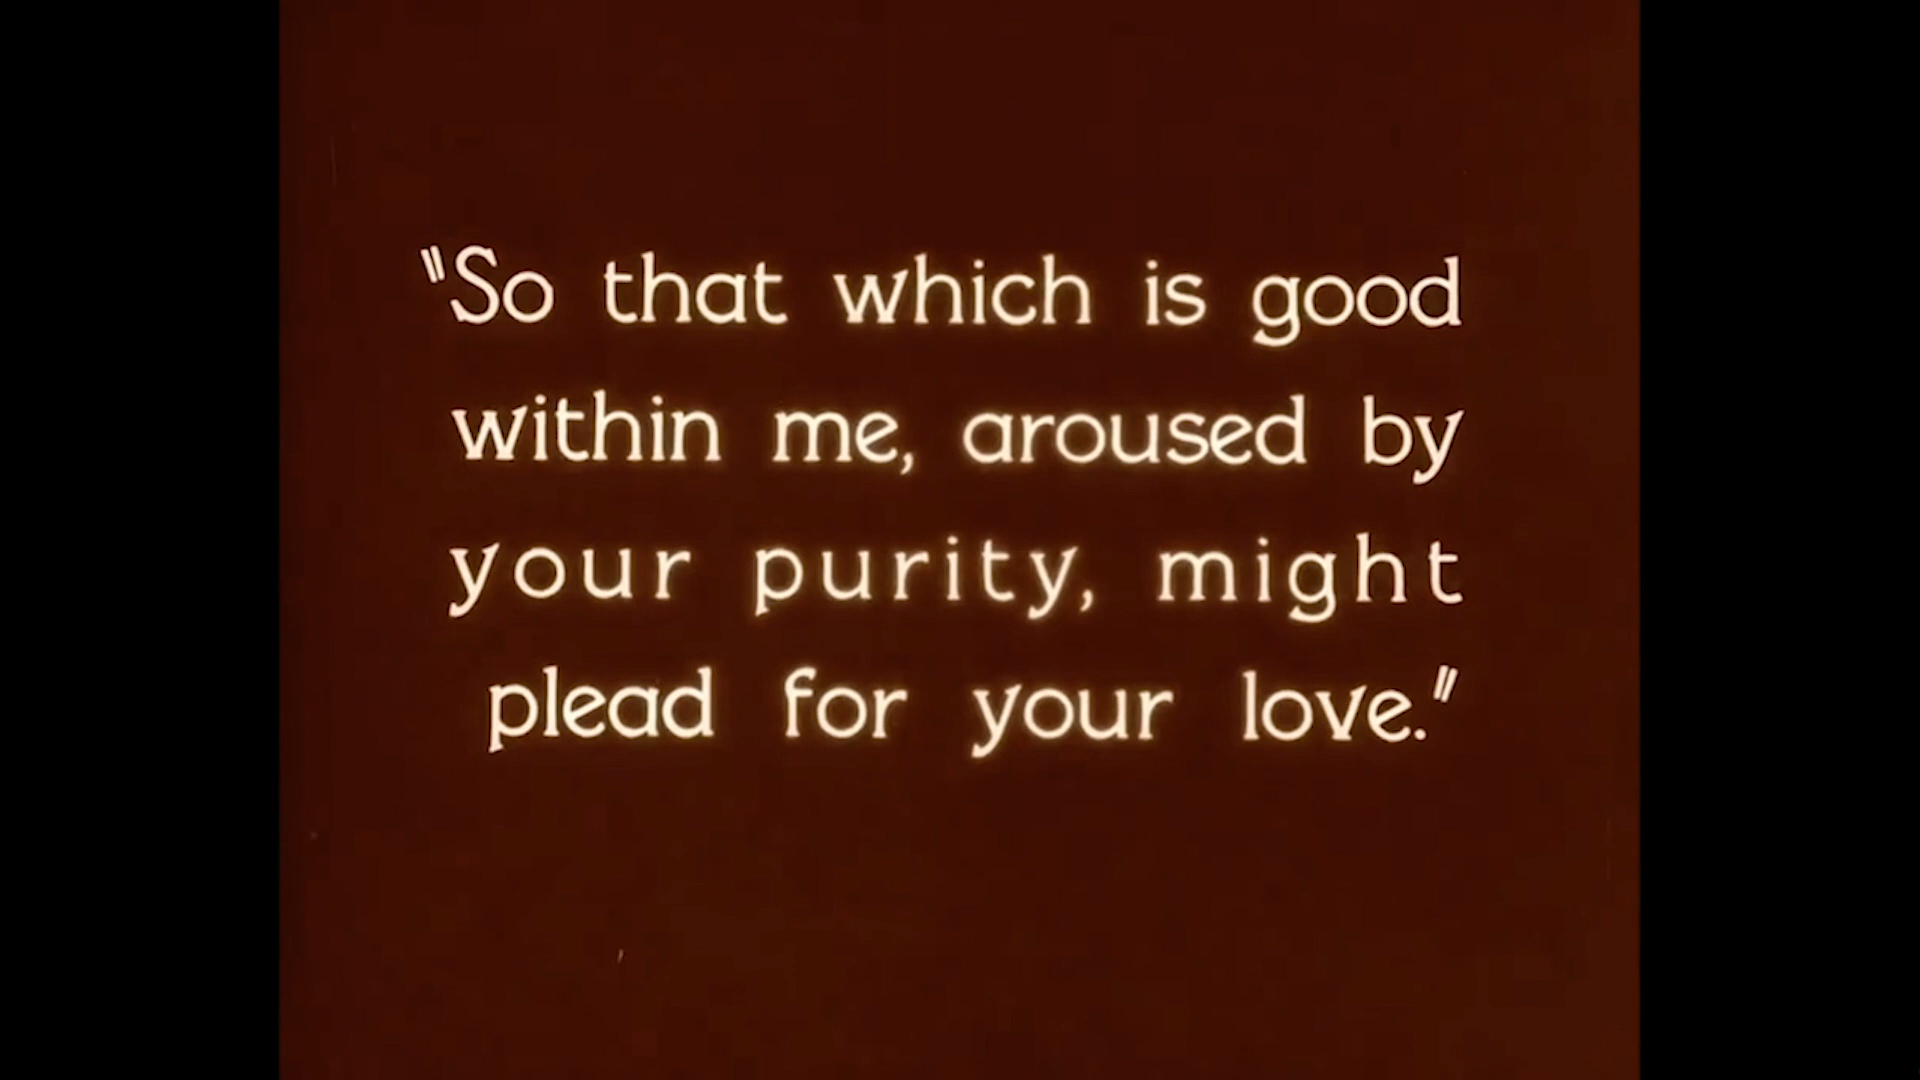 "So that which is good
within me, aroused by
your purity, might
plead for your love."